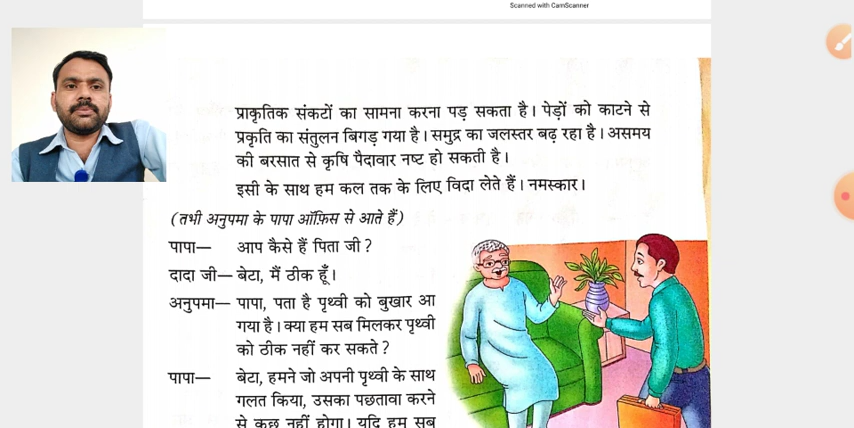 Scanned with CamScanner
प्राकृतिक संकटों का सामना करना पड़ सकता है। पेड़ों को काटने से
प्रकृति का संतुलन बिगड़ गया है। समुद्र का जलस्तर बढ़ रहा है। असमय
की बरसात से कृषि पैदावार नष्ट हो सकती है।
इसी के साथ हम कल तक के लिए विदा लेते हैं। नमस्कार।
(तभी अनुपमा के पापा ऑफ़िस से आते हैं)
पापा— आप कैसे हैं पिता जी?
दादा जी— बेटा, मैं ठीक हूँ।
अनुपमा— पापा, पता है पृथ्वी को बुखार आ
गया है। क्या हम सब मिलकर पृथ्वी
को ठीक नहीं कर सकते?
पापा— बेटा, हमने जो अपनी पृथ्वी के साथ
गलत किया, उसका पछतावा करने
से कुछ नहीं होगा। यदि हम सब